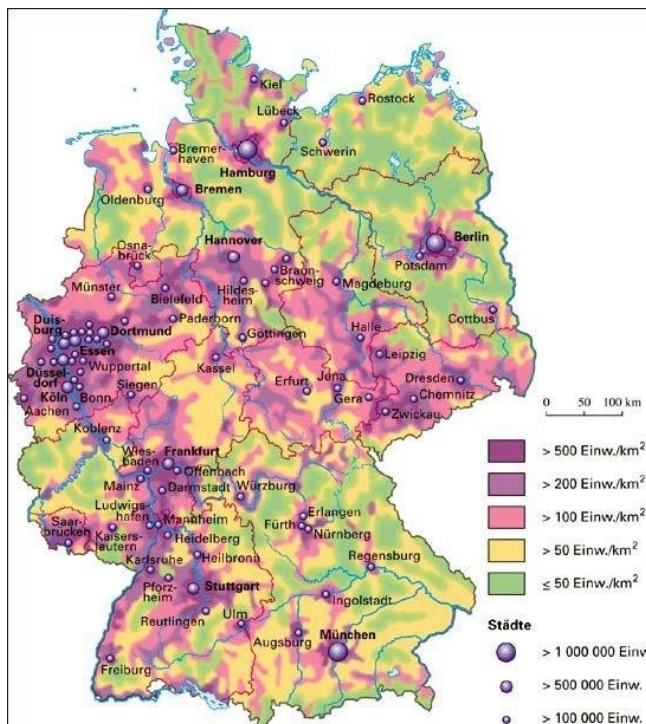 Kiel
Rostock
Lübeck
Bremer-
haven
Schwerin
Hamburg
Bremen
Oldenburg
Hannover
Berlin
Osna-
brück
Potsdam
Braun-
schweig
Münster
Bielefeld
Hildes-
heim
Magdeburg
Cottbus
Duis-
burg
Dortmund
Paderborn
Göttingen
Halle
Essen
Leipzig
Wuppertal
Düssel-
dorf
Kassel
Dresden
Erfurt
Jena
Chemnitz
Köln
Bonn
Siegen
Gera
Aachen
Zwickau
Koblenz
Wies-
baden
Frankfurt
Offenbach
Mainz
Darmstadt
Würzburg
Ludwigs-
hafen
Erlangen
Mannheim
Fürth
Saar-
brücken
Kaisers-
lautern
Heidelberg
Nürnberg
Heilbronn
Karlsruhe
Regensburg
Pforz-
heim
Stuttgart
Ingolstadt
Reutlingen
Ulm
Augsburg
München
Freiburg
0 50 100 km
> 500 Einw./km²
> 200 Einw./km²
> 100 Einw./km²
> 50 Einw./km²
≤ 50 Einw./km²
Städte
> 1 000 000 Einw
> 500 000 Einw.
> 100 000 Einw.